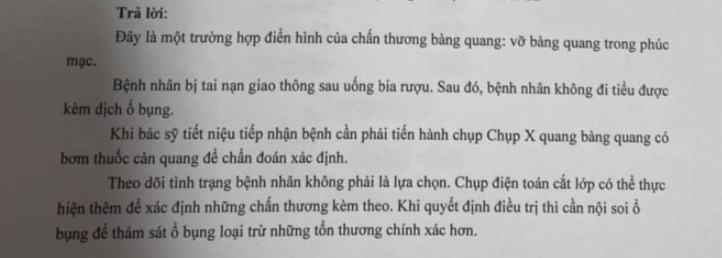 Trả lời:
Đây là một trường hợp điển hình của chấn thương bàng quang: vỡ bàng quang trong phúc
mạc.
Bệnh nhân bị tai nạn giao thông sau uống bia rượu. Sau đó, bệnh nhân không đi tiểu được
kèm dịch ổ bụng.
Khi bác sỹ tiết niệu tiếp nhận bệnh cần phải tiến hành chụp Chụp X quang bàng quang có
bơm thuốc cản quang để chẩn đoán xác định.
Theo dõi tình trạng bệnh nhân không phải là lựa chọn. Chụp điện toán cắt lớp có thể thực
hiện thêm để xác định những chấn thương kèm theo. Khi quyết định điều trị thì cần nội soi ổ
bụng để thám sát ổ bụng loại trừ những tổn thương chính xác hơn.